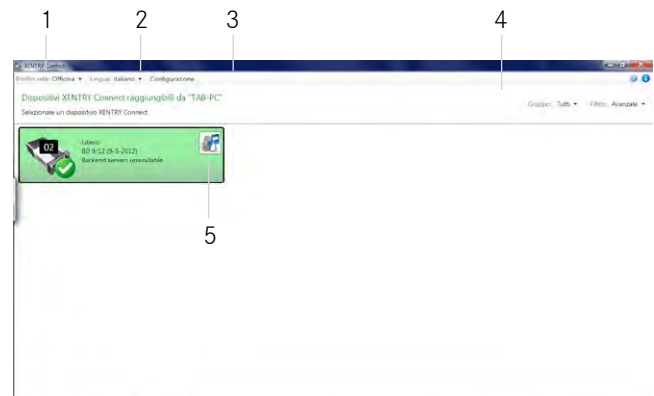 1 2 3 4
XENTRY Control
Profilo rete: Officina Lingua: italiano Configurazione
Dispositivi XENTRY Connect raggiungibili da "TAB-PC"
Selezionare un dispositivo XENTRY Connect.
Gruppo: Tutti Filtro: Avanzate
02
Libero
BD 9/12 (9-5-2012)
Backend servers unavailable
5